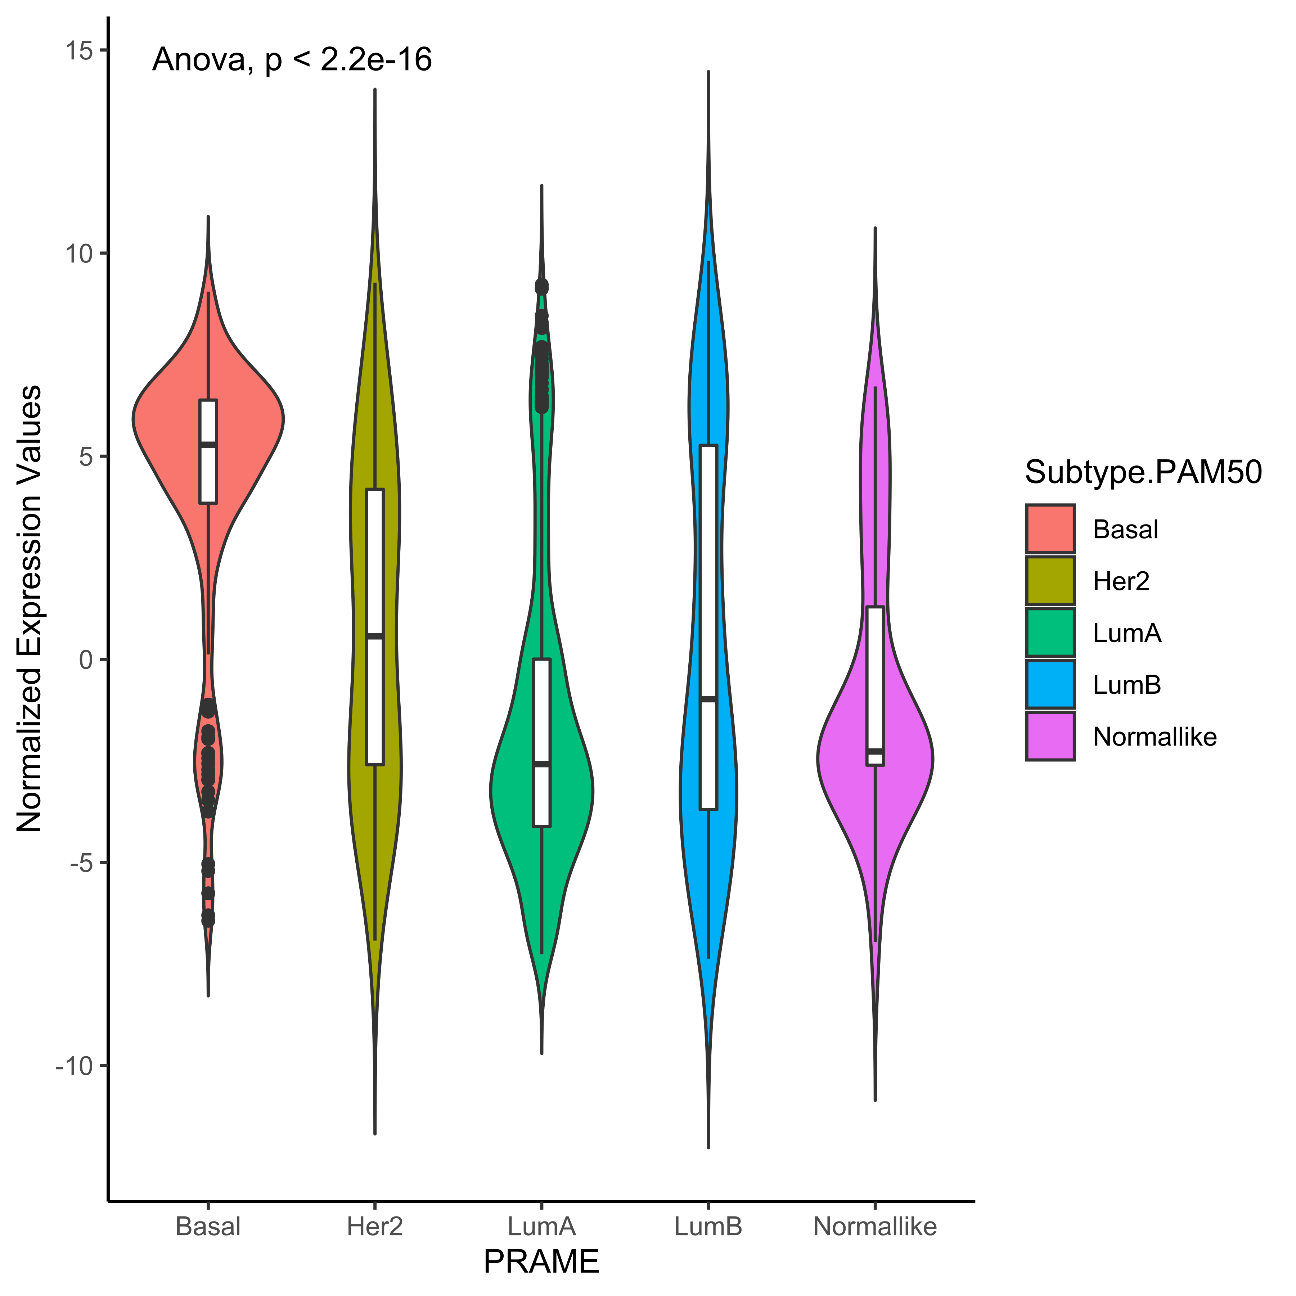 Anova, p < 2.2e-16
Normalized Expression Values
15
10
5
0
-5
-10
Basal
Her2
LumA
LumB
Normallike
PRAME
Subtype.PAM50
Basal
Her2
LumA
LumB
Normallike